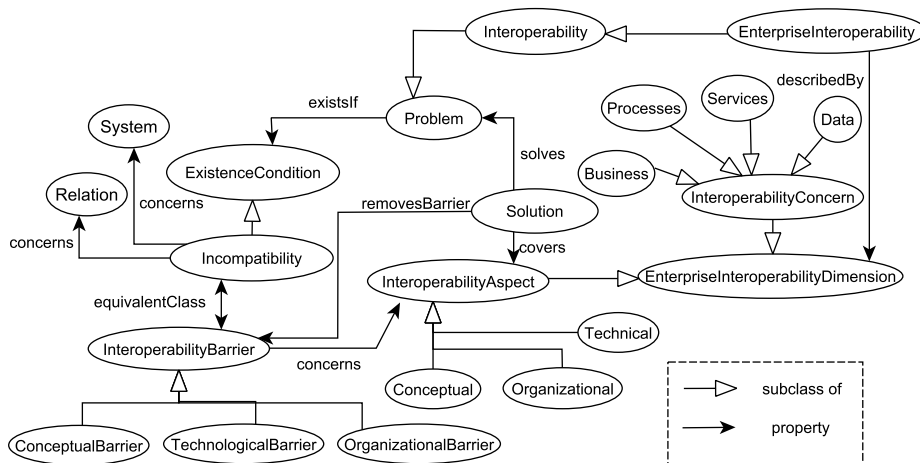 Interoperability
EnterpriseInteroperability
describedBy
existsIf
Problem
Processes
Services
Data
System
solves
ExistenceCondition
Business
InteroperabilityConcern
Relation
concerns
removesBarrier
Solution
concerns
covers
Incompatibility
InteroperabilityAspect
EnterpriseInteroperabilityDimension
equivalentClass
Technical
InteroperabilityBarrier
concerns
Conceptual
Organizational
subclass of
property
ConceptualBarrier
TechnologicalBarrier
OrganizationalBarrier